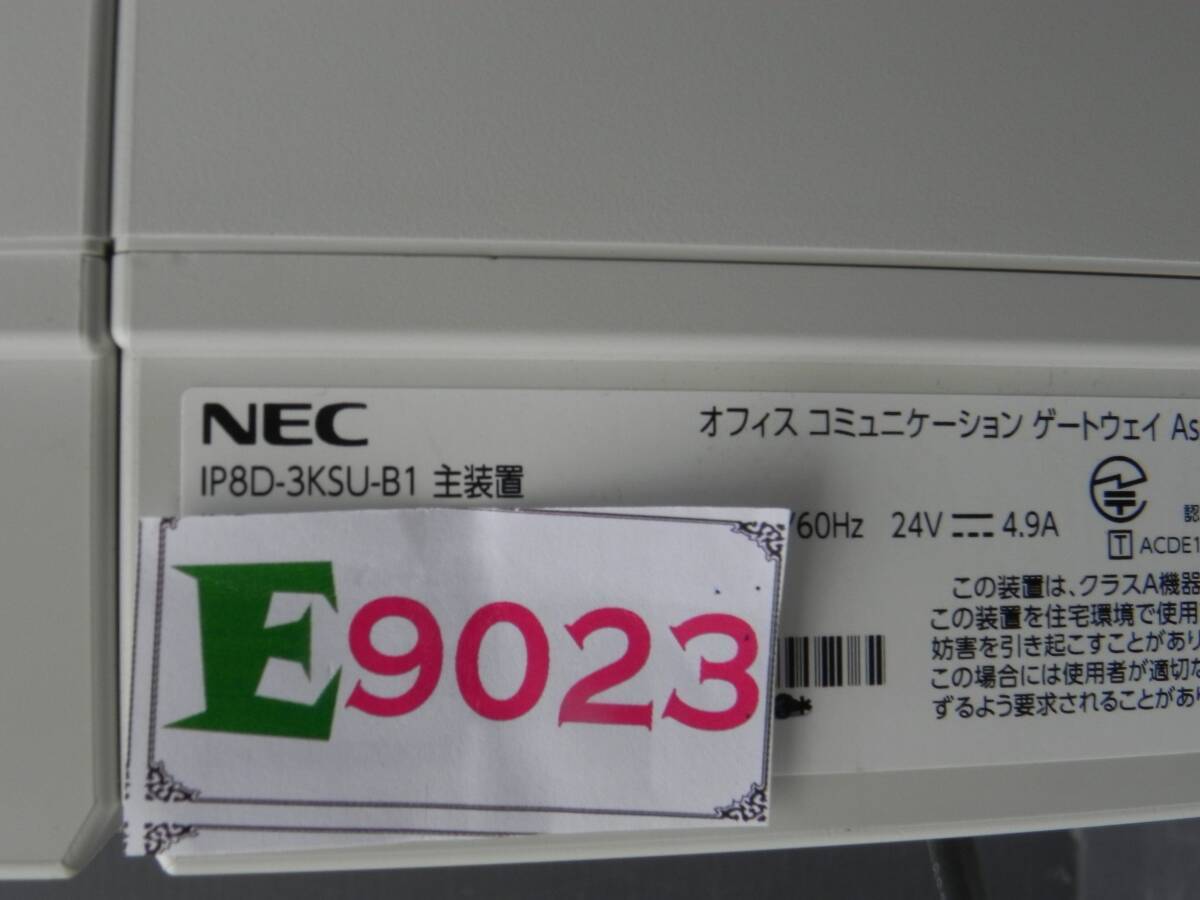 NEC
オフィス コミュニケーション ゲートウェイ As
IP8D-3KSU-B1 主装置
/60Hz 24V ⎓ 4.9A
認
T ACDE1
この装置は、クラスA機器
この装置を住宅環境で使用
妨害を引き起こすことがあり
この場合には使用者が適切な
ずるよう要求されることがあり
E9023